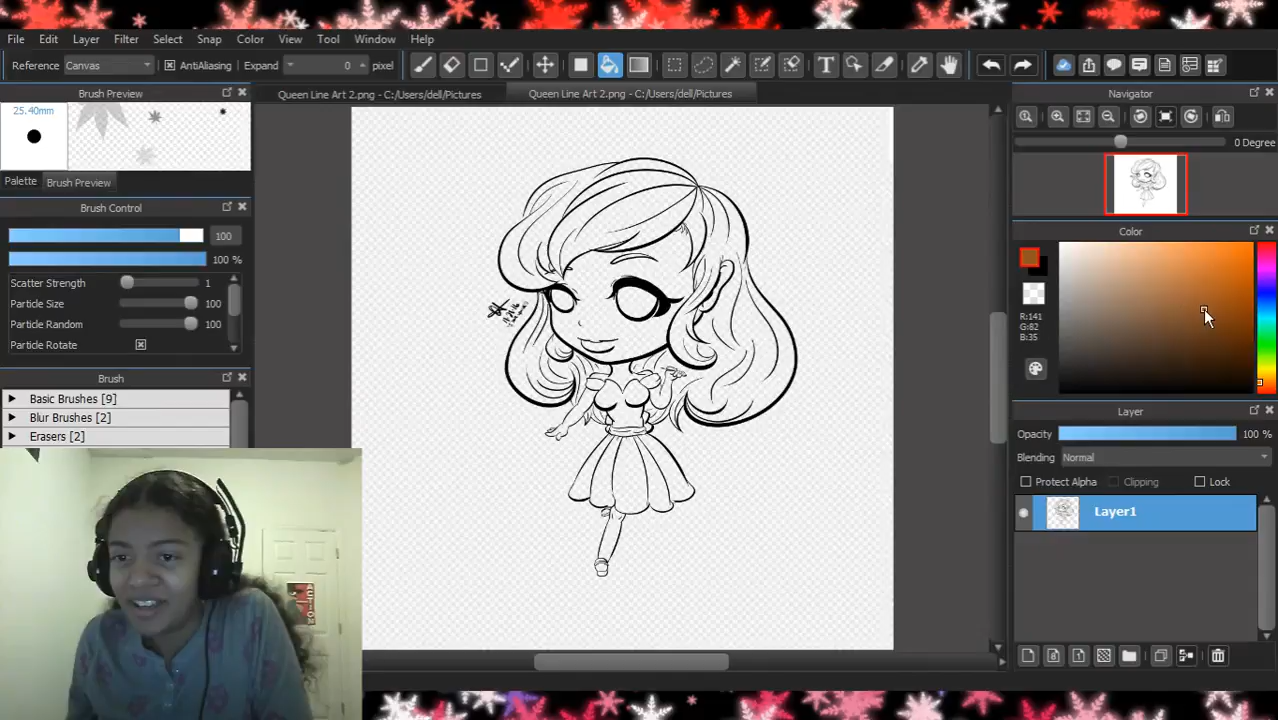 File Edit Layer Filter Select Snap Color View Tool Window Help
Reference Canvas AntiAliasing Expand 0 pixel
T
Brush Preview
Queen Line Art 2.png - C:/Users/dell/Pictures
Queen Line Art 2.png - C:/Users/dell/Pictures
Navigator
25.40mm
0 Degree
Palette
Brush Preview
Brush Control
Color
100
100 %
Scatter Strength 1
Particle Size 100
Particle Random 100
Particle Rotate
R:141
G:82
B:35
Brush
Basic Brushes [9]
Blur Brushes [2]
Erasers [2]
Layer
Opacity 100 %
Blending Normal
Protect Alpha Clipping Lock
Layer1
ACTION